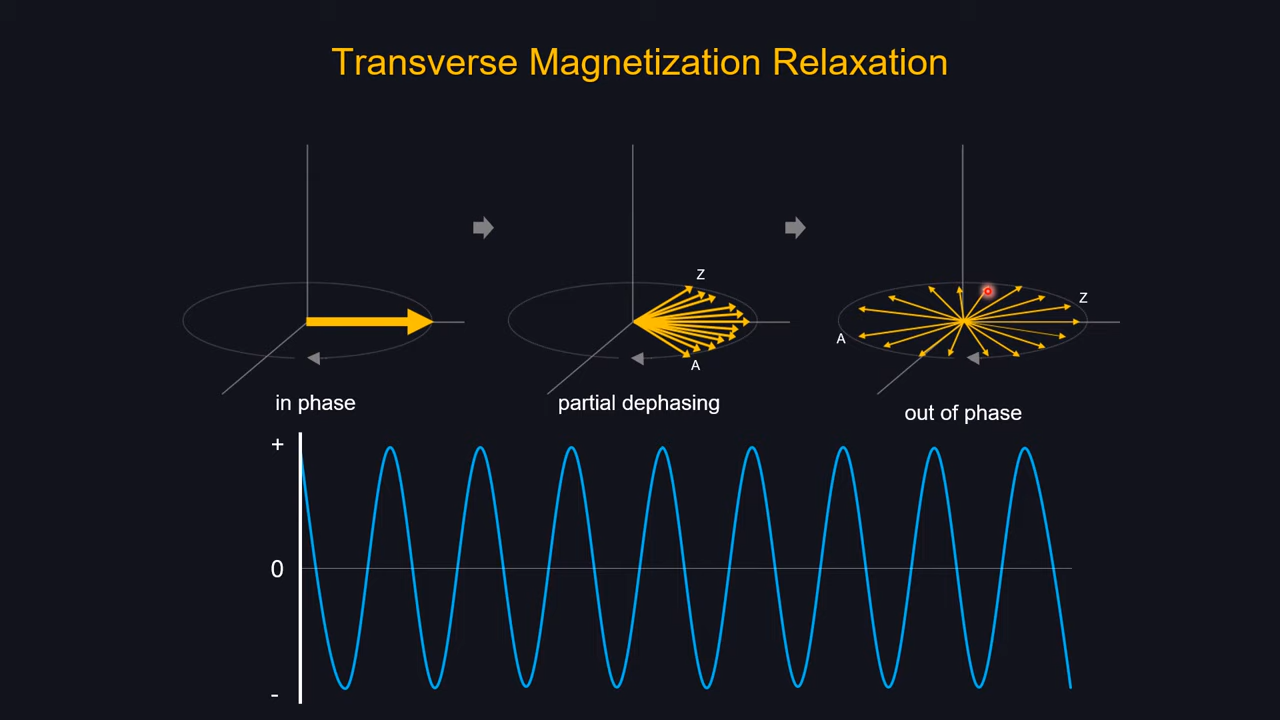 Transverse Magnetization Relaxation
Z
Z
A
A
in phase
partial dephasing
out of phase
+
0
-